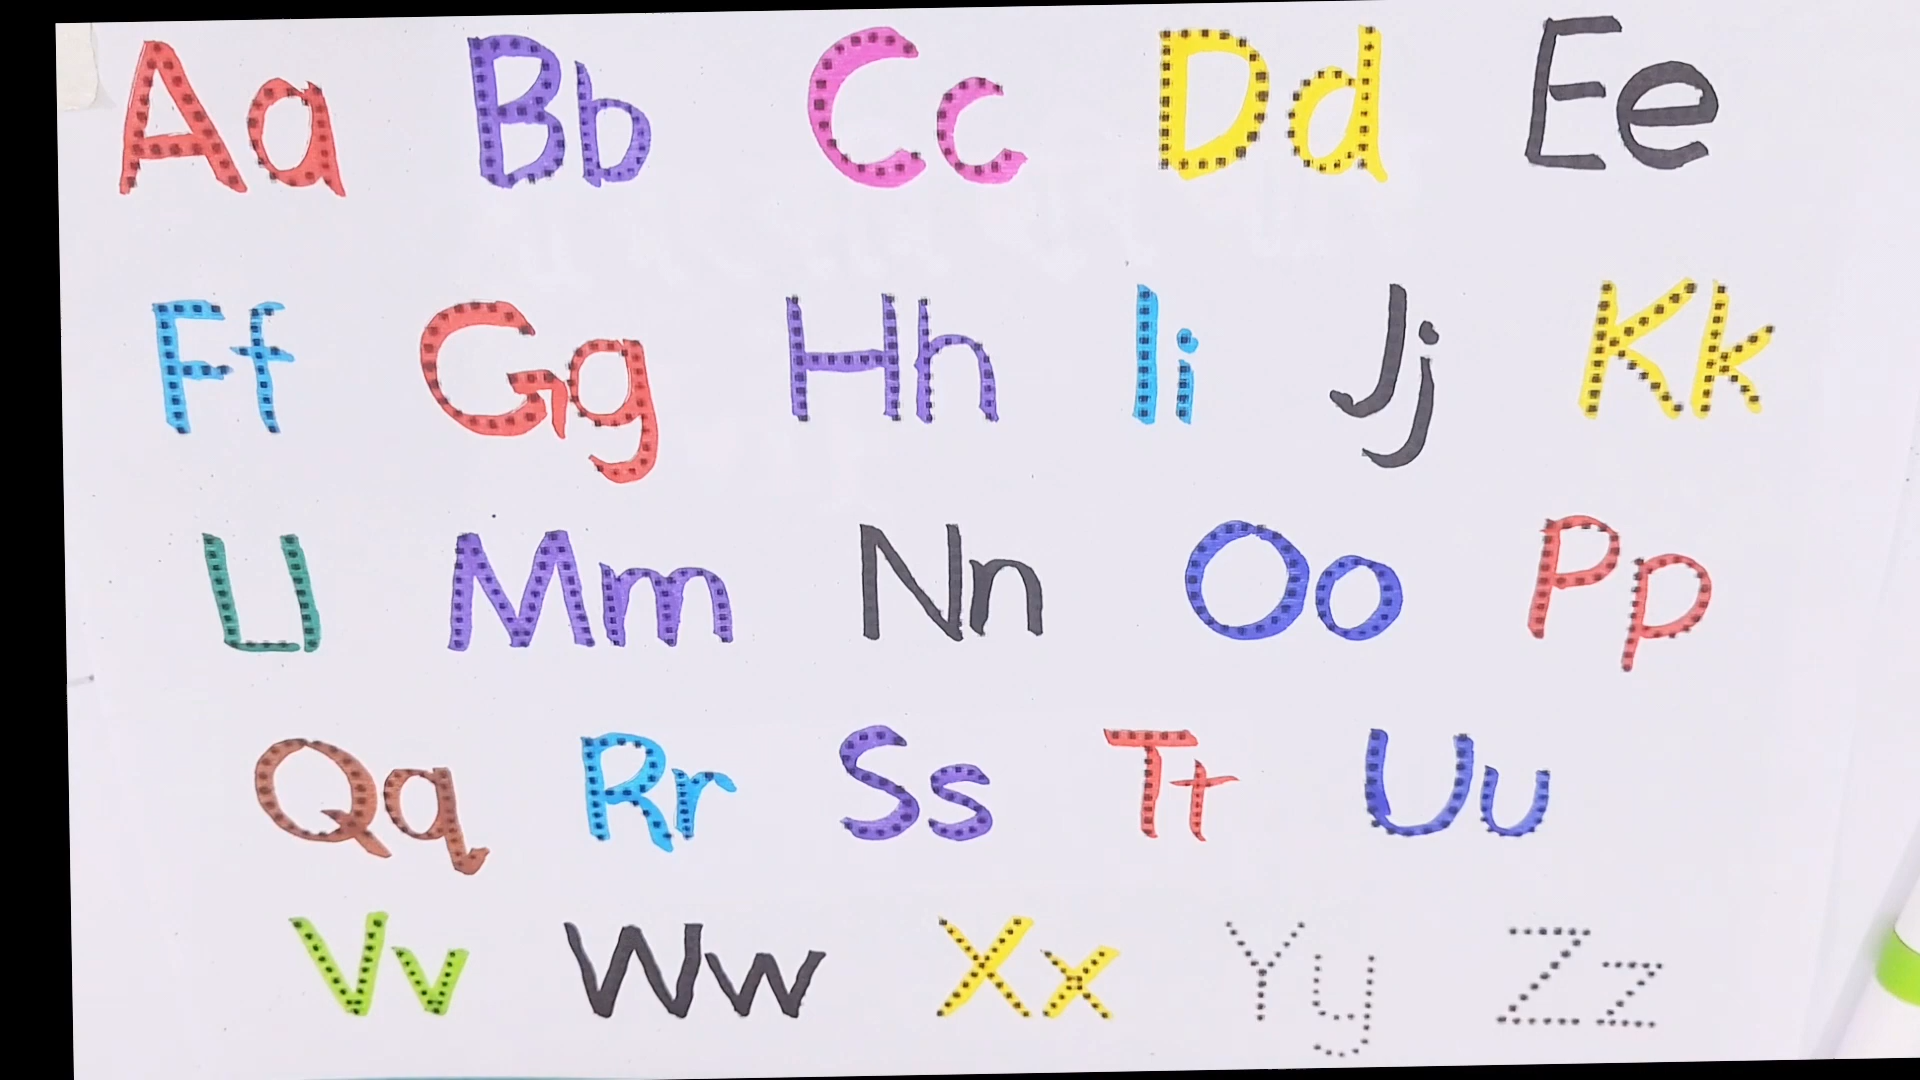 Aa Bb Cc Dd Ee
Ff Gg Hh Ii Jj Kk
Ll Mm Nn Oo Pp
Qq Rr Ss Tt Uu
Vv Ww Xx Yy Zz